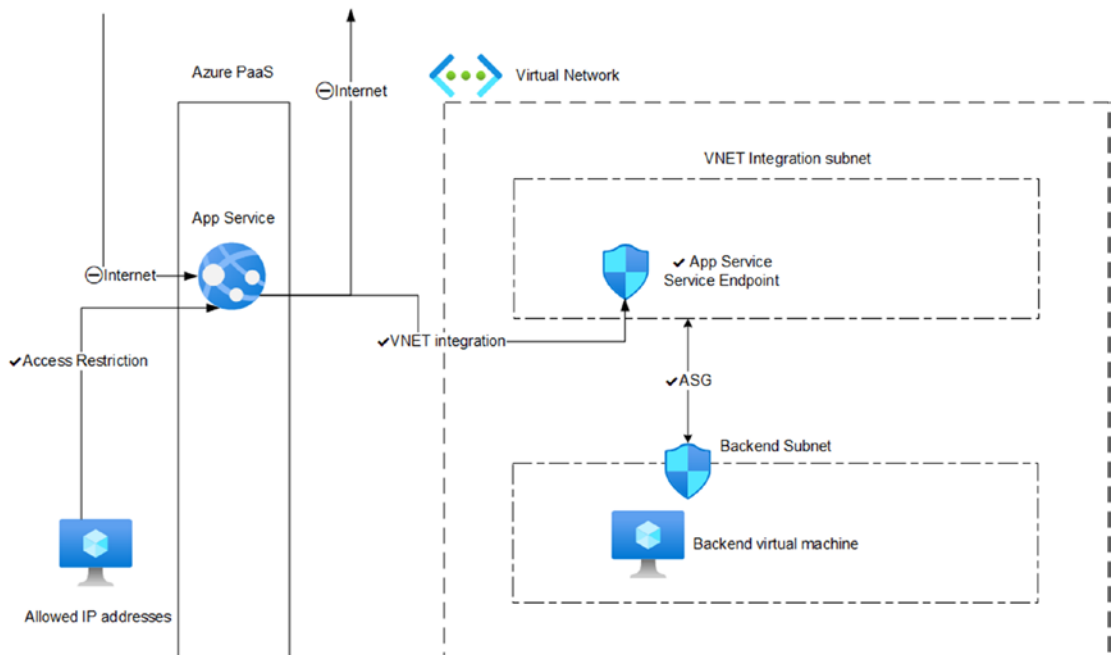 Azure PaaS
Virtual Network
Internet
VNET Integration subnet
App Service
App Service
Service Endpoint
Internet
VNET integration
Access Restriction
ASG
Backend Subnet
Backend virtual machine
Allowed IP addresses